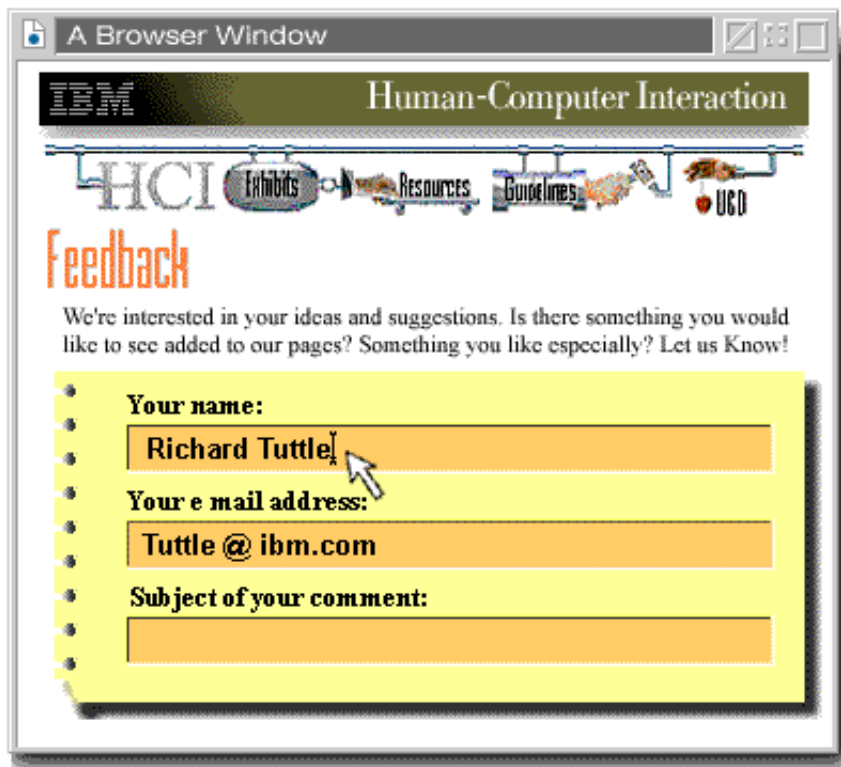 A Browser Window
IBM Human-Computer Interaction
HCI Exhibits Resources Guidelines UCD
Feedback
We're interested in your ideas and suggestions. Is there something you would
like to see added to our pages? Something you like especially? Let us Know!
Your name:
Richard Tuttle
Your e mail address:
Tuttle @ ibm.com
Subject of your comment: